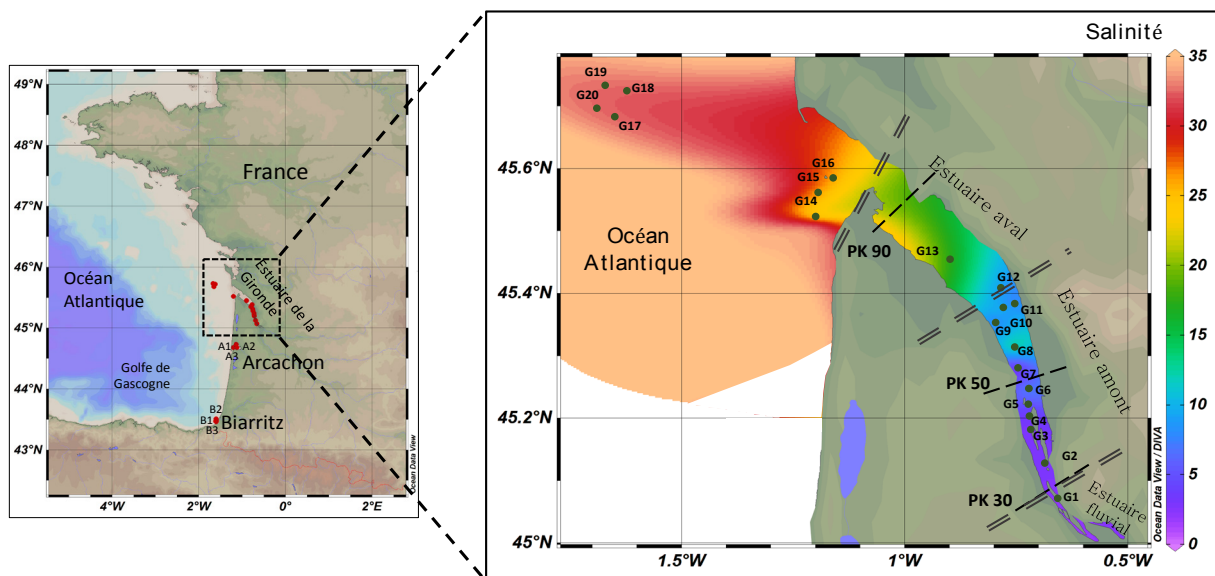 49°N
48°N
47°N
46°N
45°N
44°N
43°N
4°W
2°W
0°
2°E
France
Océan
Atlantique
Estuaire de la
Gironde
A1
A2
A3
Arcachon
Golfe de
Gascogne
B2
B1
Biarritz
B3
Ocean Data View
Salinité
35
30
25
20
15
10
5
0
45.6°N
45.4°N
45.2°N
45°N
1.5°W
1°W
0.5°W
G19
G18
G20
G17
G16
G15
G14
Océan
Atlantique
PK 90
Estuaire aval
G13
G12
G11
G10
G9
G8
G7
PK 50
G6
G5
G4
G3
Estuaire amont
G2
PK 30
G1
Estuaire
fluvial
Ocean Data View / DIVA